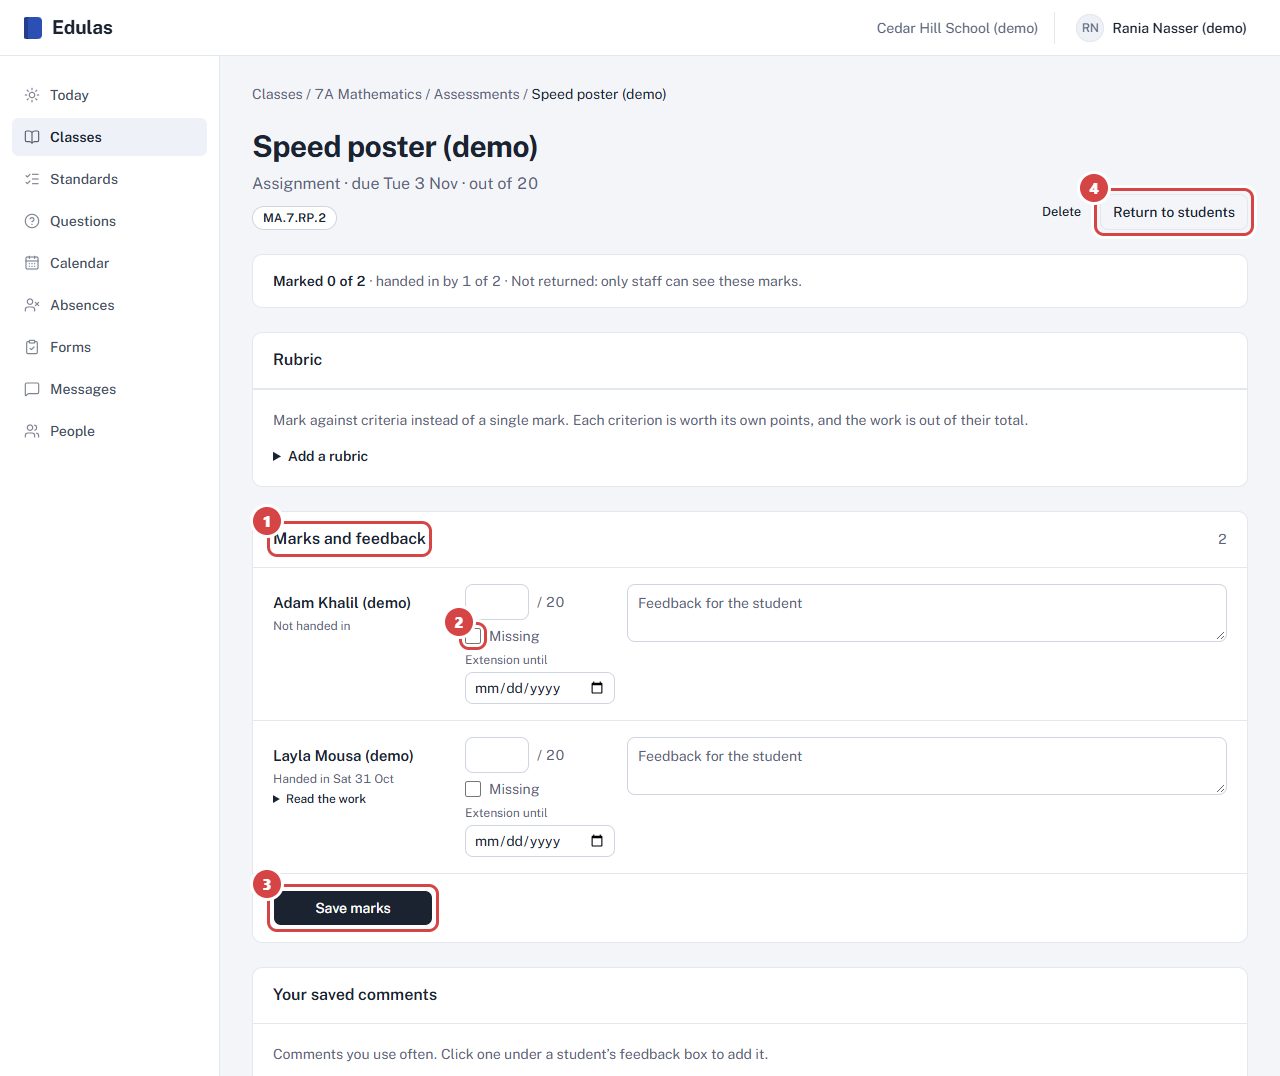 Edulas
Cedar Hill School (demo)
RN
Rania Nasser (demo)
Today
Classes
Standards
Questions
Calendar
Absences
Forms
Messages
People
Classes / 7A Mathematics / Assessments / Speed poster (demo)
Speed poster (demo)
Assignment · due Tue 3 Nov · out of 20
MA.7.RP.2
Delete
4
Return to students
Marked 0 of 2 · handed in by 1 of 2 · Not returned: only staff can see these marks.
Rubric
Mark against criteria instead of a single mark. Each criterion is worth its own points, and the work is out of their total.
Add a rubric
1
Marks and feedback
2
Adam Khalil (demo)
Not handed in
/ 20
2
Missing
Extension until
mm/dd/yyyy
Feedback for the student
Layla Mousa (demo)
Handed in Sat 31 Oct
Read the work
/ 20
Missing
Extension until
mm/dd/yyyy
Feedback for the student
3
Save marks
Your saved comments
Comments you use often. Click one under a student's feedback box to add it.